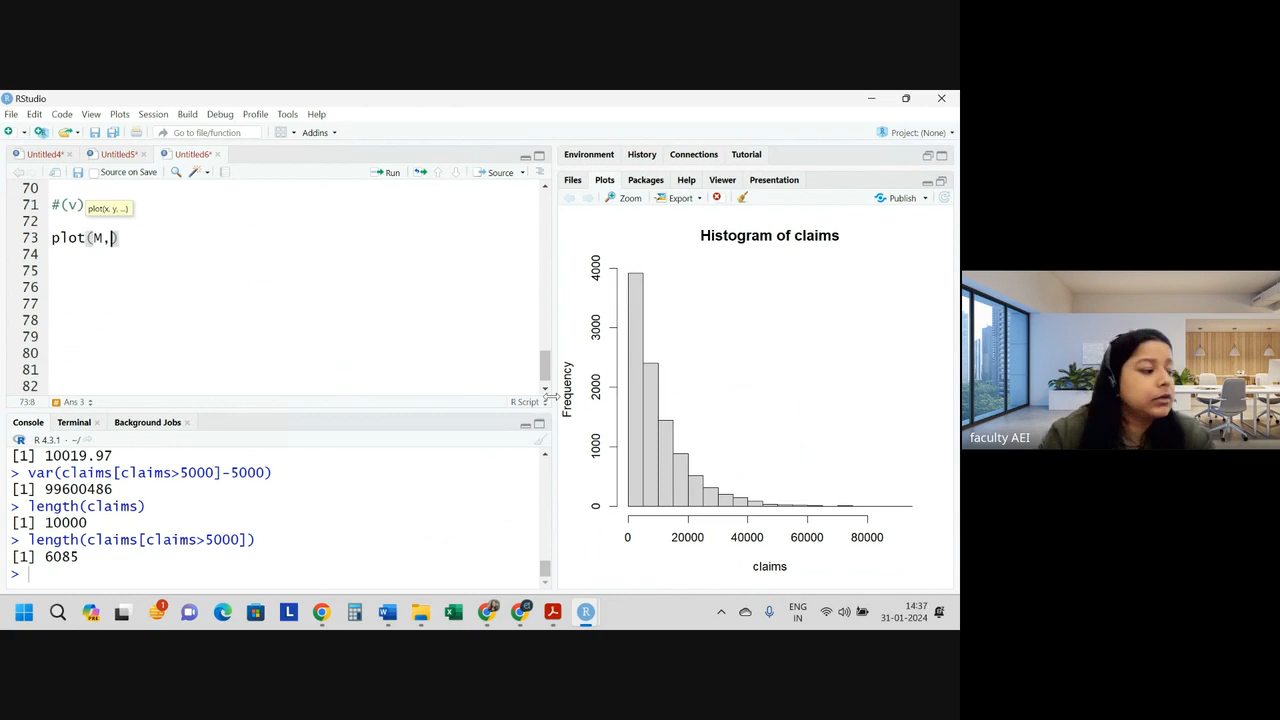 RStudio
File Edit Code View Plots Session Build Debug Profile Tools Help
Go to file/function Addins Project: (None)
Untitled4* Untitled5* Untitled6*
Source on Save Run Source
70
71 #(v)
plot(x, y, ...)
72
73 plot(M,)
74
75
76
77
78
79
80
81
82
73:8 Ans 3 R Script
Console Terminal Background Jobs
R 4.3.1 · ~/
[1] 10019.97
> var(claims[claims>5000]-5000)
[1] 99600486
> length(claims)
[1] 10000
> length(claims[claims>5000])
[1] 6085
>
Environment History Connections Tutorial
Files Plots Packages Help Viewer Presentation
Zoom Export Publish
Histogram of claims
Frequency
4000
3000
2000
1000
0
0 20000 40000 60000 80000
claims
faculty AEI
1
PRE
L
W
X
R
ENG
IN
14:37
31-01-2024